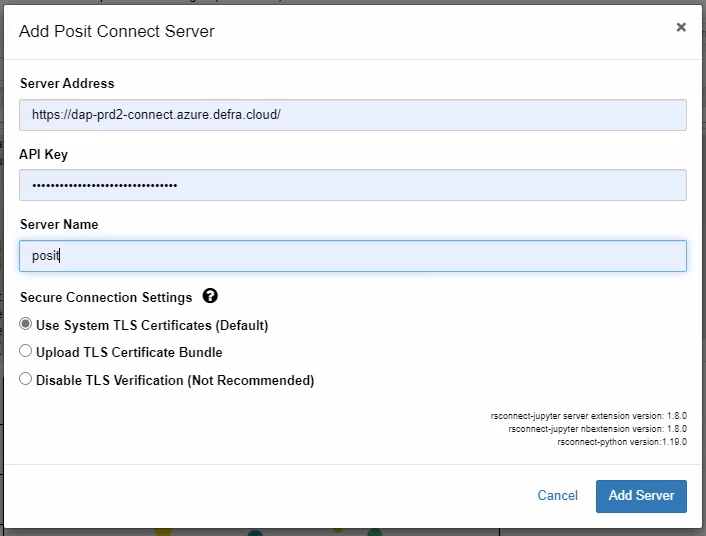 Add Posit Connect Server
Server Address
https://dap-prd2-connect.azure.defra.cloud/
API Key
••••••••••••••••••••••••••••••••
Server Name
posit
Secure Connection Settings
Use System TLS Certificates (Default)
Upload TLS Certificate Bundle
Disable TLS Verification (Not Recommended)
rsconnect-jupyter server extension version: 1.8.0
rsconnect-jupyter nbextension version: 1.8.0
rsconnect-python version:1.19.0
Cancel
Add Server